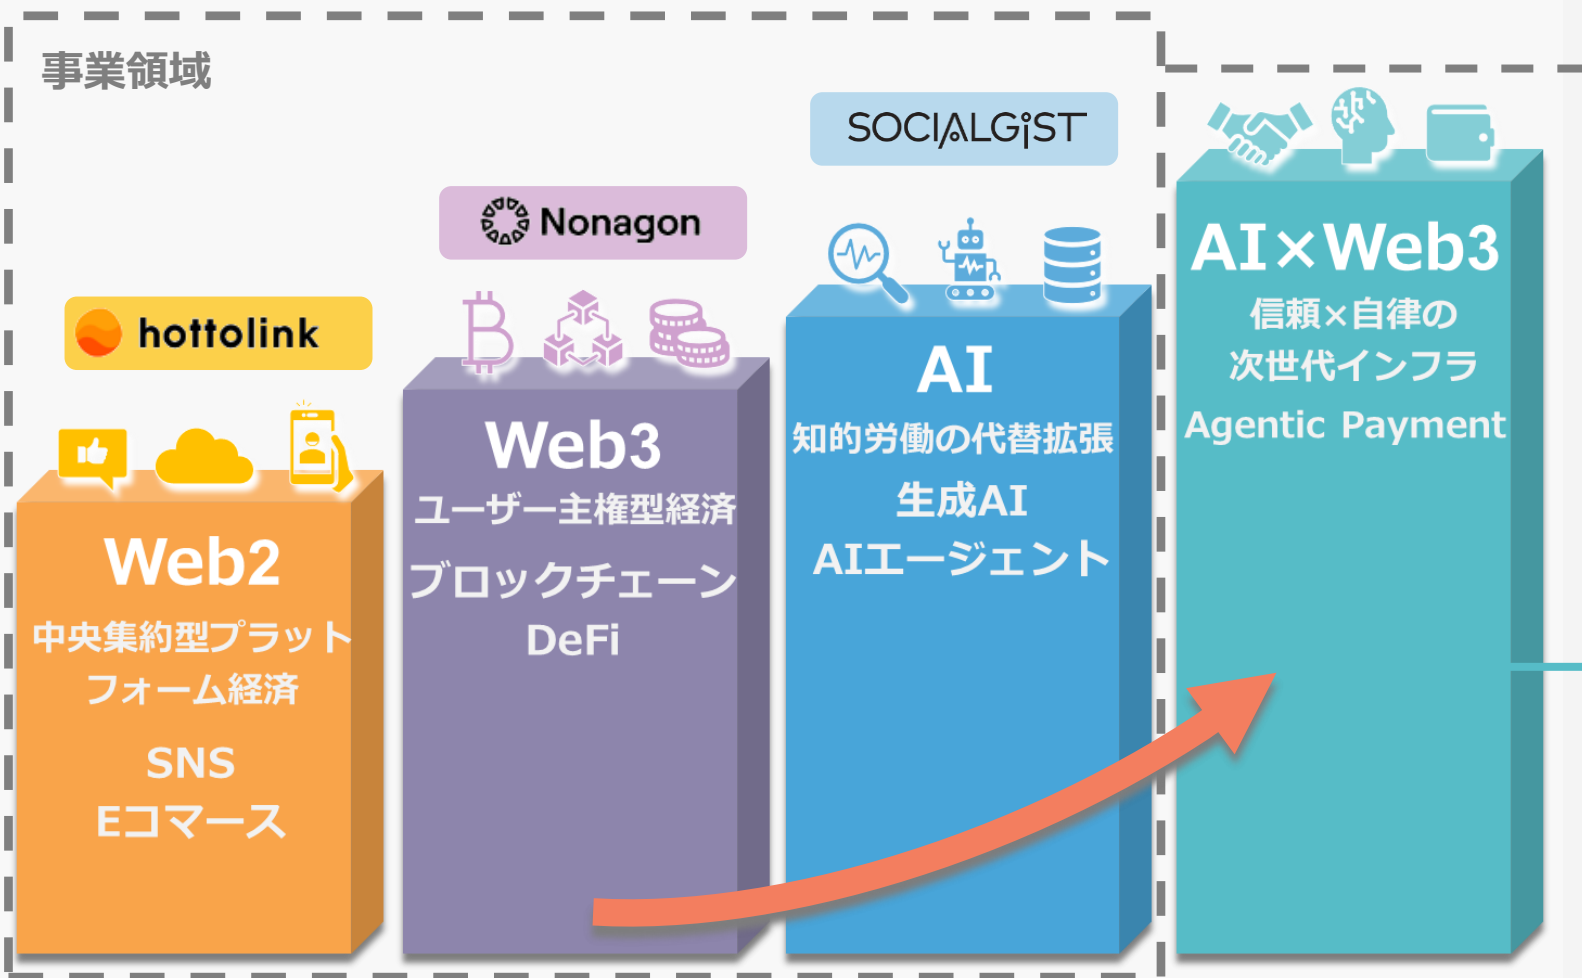 事業領域
hottolink
Web2
中央集約型プラット
フォーム経済
SNS
Eコマース
Nonagon
Web3
ユーザー主権型経済
ブロックチェーン
DeFi
SOCIALGiST
AI
知的労働の代替拡張
生成AI
AIエージェント
AI×Web3
信頼×自律の
次世代インフラ
Agentic Payment